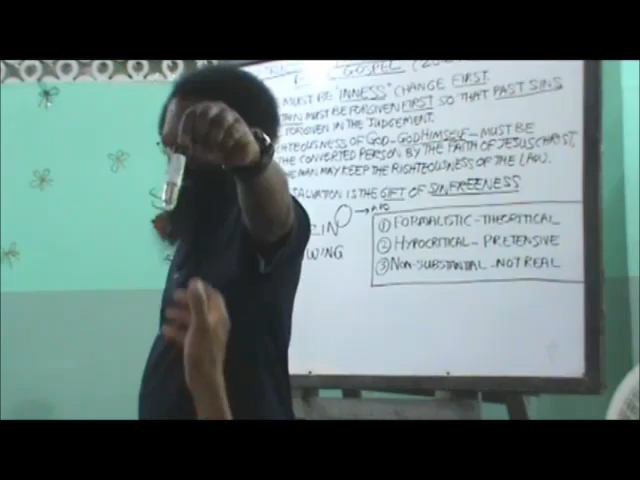 GOSPEL
MUST BE "INNESS" CHANGE FIRST.
MUST BE FORGIVEN FIRST SO THAT PAST SINS
FORGIVEN IN THE JUDGEMENT.
HTEOUSNESS OF GOD-GOD HIMSELF-MUST BE
THE CONVERTED PERSON BY THE FAITH OF JESUS CHRIST,
MAN MAY KEEP THE RIGHTEOUSNESS OF THE LAW.
SALVATION IS THE GIFT OF SINFREENESS
① FORMALISTIC-THEORITICAL
② HYPOCRITICAL-PRETENSIVE
WING
③ NON-SUBSTANTIAL-NOT REAL